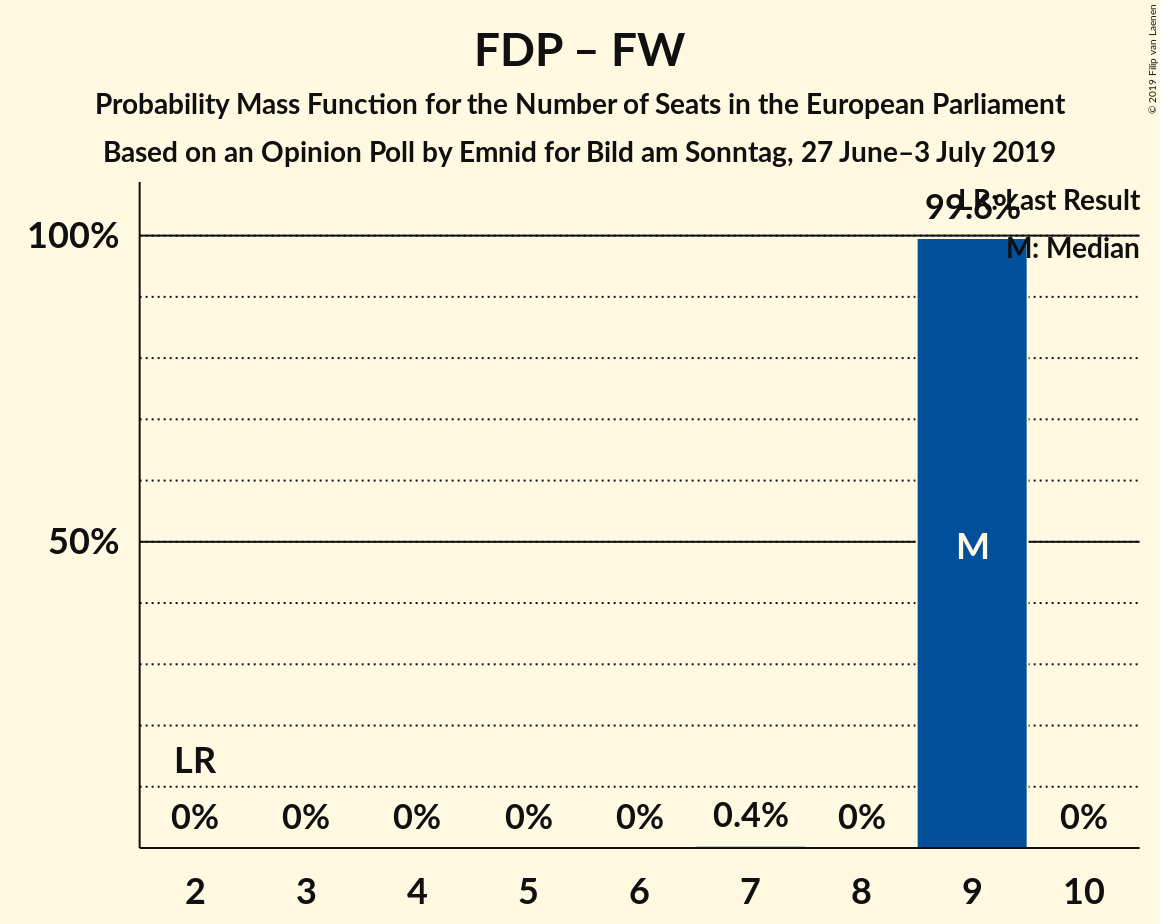 FDP – FW
Probability Mass Function for the Number of Seats in the European Parliament
Based on an Opinion Poll by Emnid for Bild am Sonntag, 27 June–3 July 2019
© 2019 Filip van Laenen
LR: Last Result
M: Median
99.6%
100%
50%
M
LR
0%
0%
0%
0%
0%
0.4%
0%
0%
2
3
4
5
6
7
8
9
10